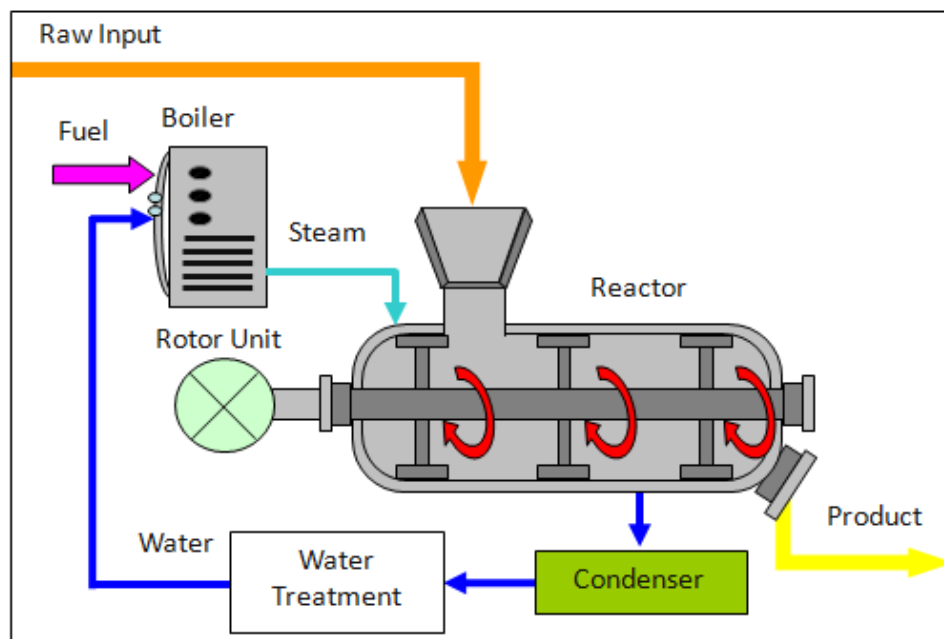 Raw Input
Boiler
Fuel
Steam
Reactor
Rotor Unit
Product
Water
Water
Treatment
Condenser